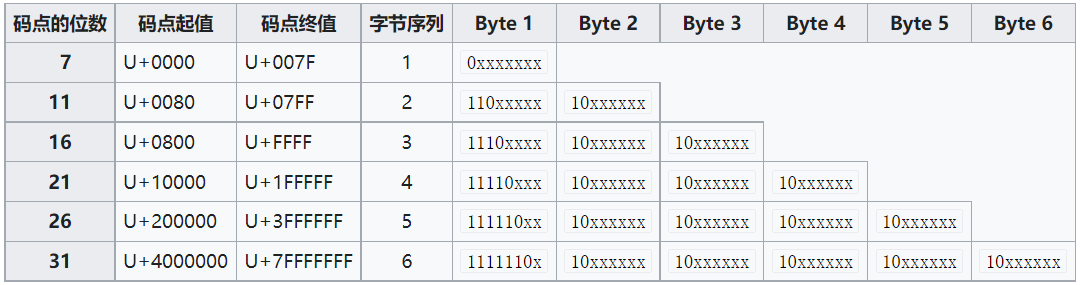 码点的位数 码点起值 码点终值 字节序列 Byte 1 Byte 2 Byte 3 Byte 4 Byte 5 Byte 6
7 U+0000 U+007F 1 0xxxxxxx
11 U+0080 U+07FF 2 110xxxxx 10xxxxxx
16 U+0800 U+FFFF 3 1110xxxx 10xxxxxx 10xxxxxx
21 U+10000 U+1FFFFF 4 11110xxx 10xxxxxx 10xxxxxx 10xxxxxx
26 U+200000 U+3FFFFFF 5 111110xx 10xxxxxx 10xxxxxx 10xxxxxx 10xxxxxx
31 U+4000000 U+7FFFFFFF 6 1111110x 10xxxxxx 10xxxxxx 10xxxxxx 10xxxxxx 10xxxxxx